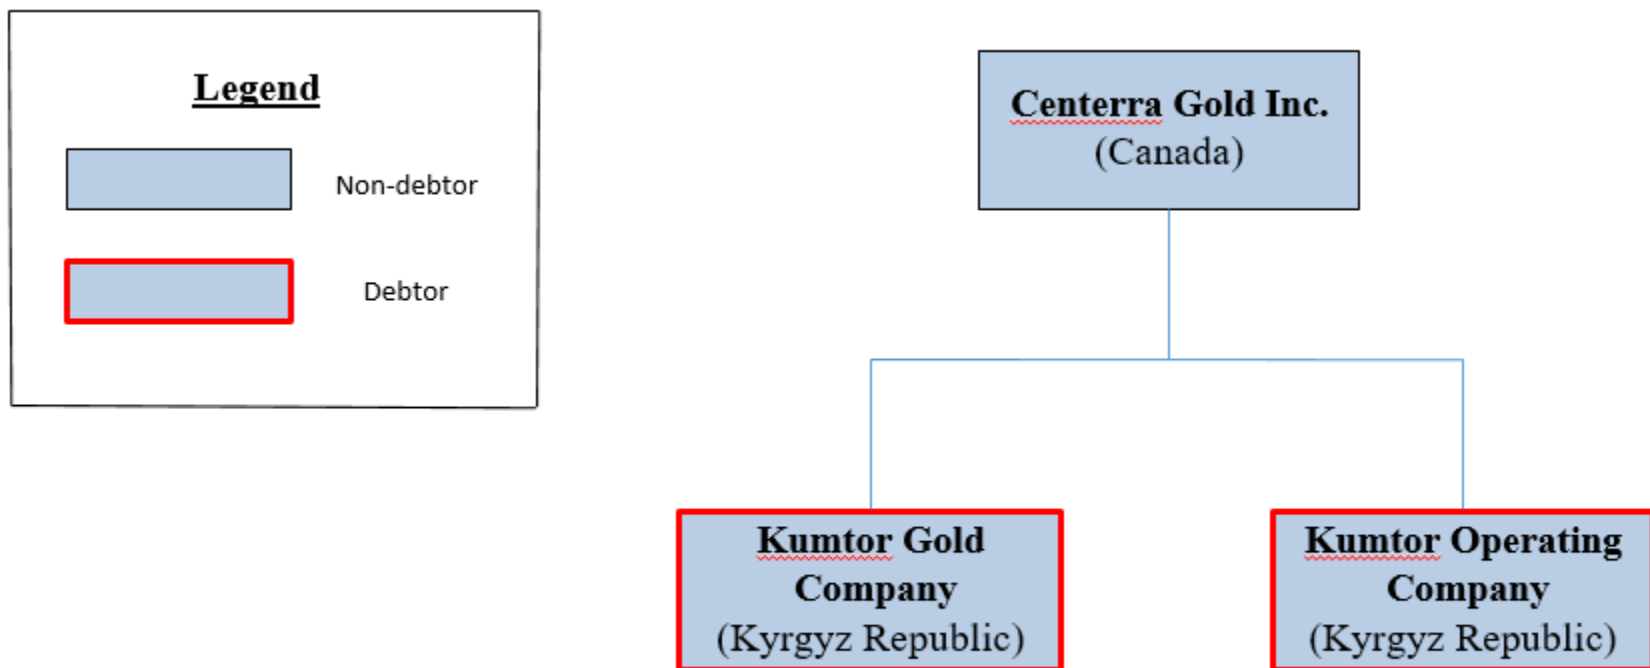 Legend
Non-debtor
Debtor
Centerra Gold Inc.
(Canada)
Kumtor Gold
Company
(Kyrgyz Republic)
Kumtor Operating
Company
(Kyrgyz Republic)